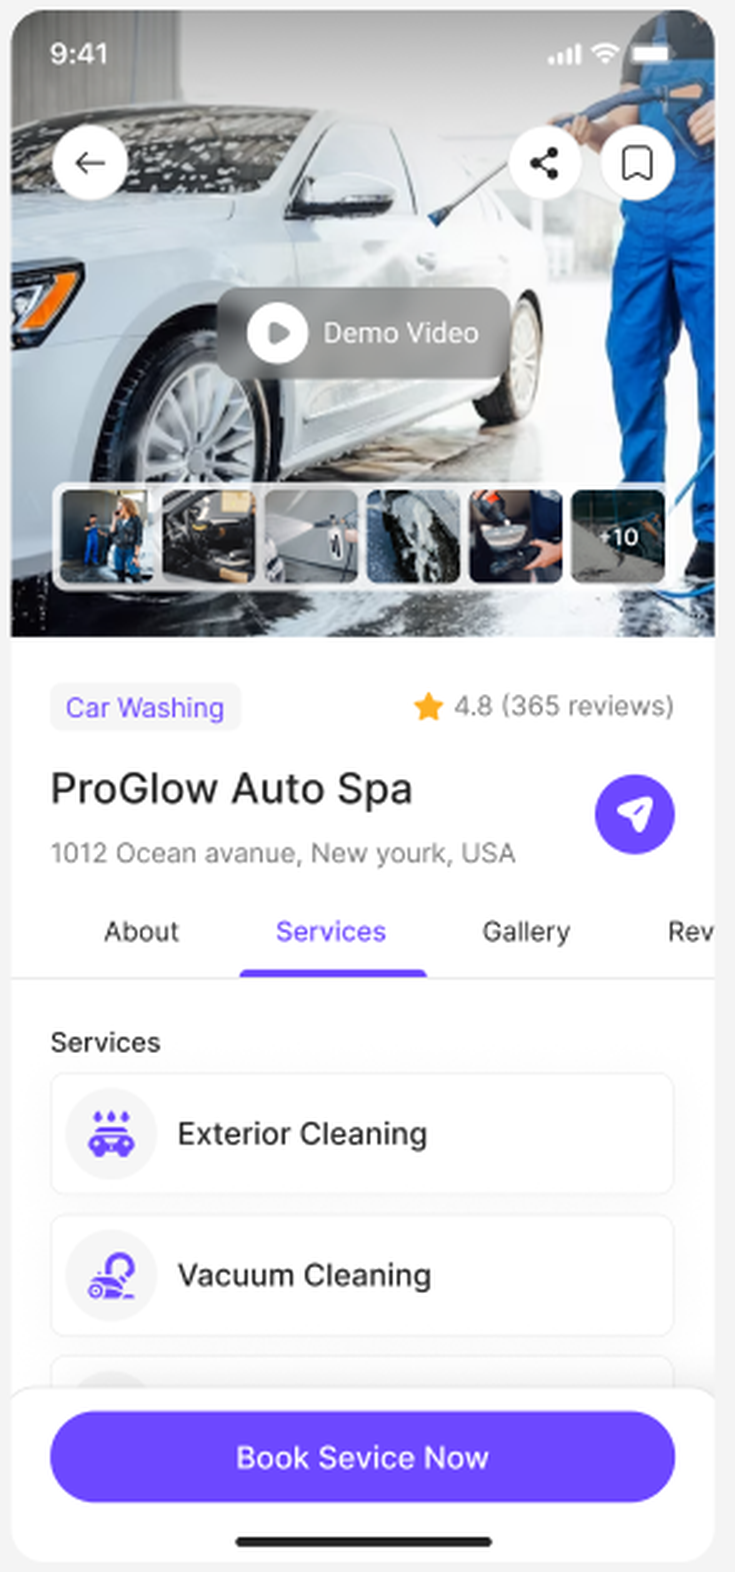 9:41
Demo Video
+10
Car Washing
4.8 (365 reviews)
ProGlow Auto Spa
1012 Ocean avanue, New yourk, USA
About Services Gallery Rev
Services
Exterior Cleaning
Vacuum Cleaning
Book Sevice Now